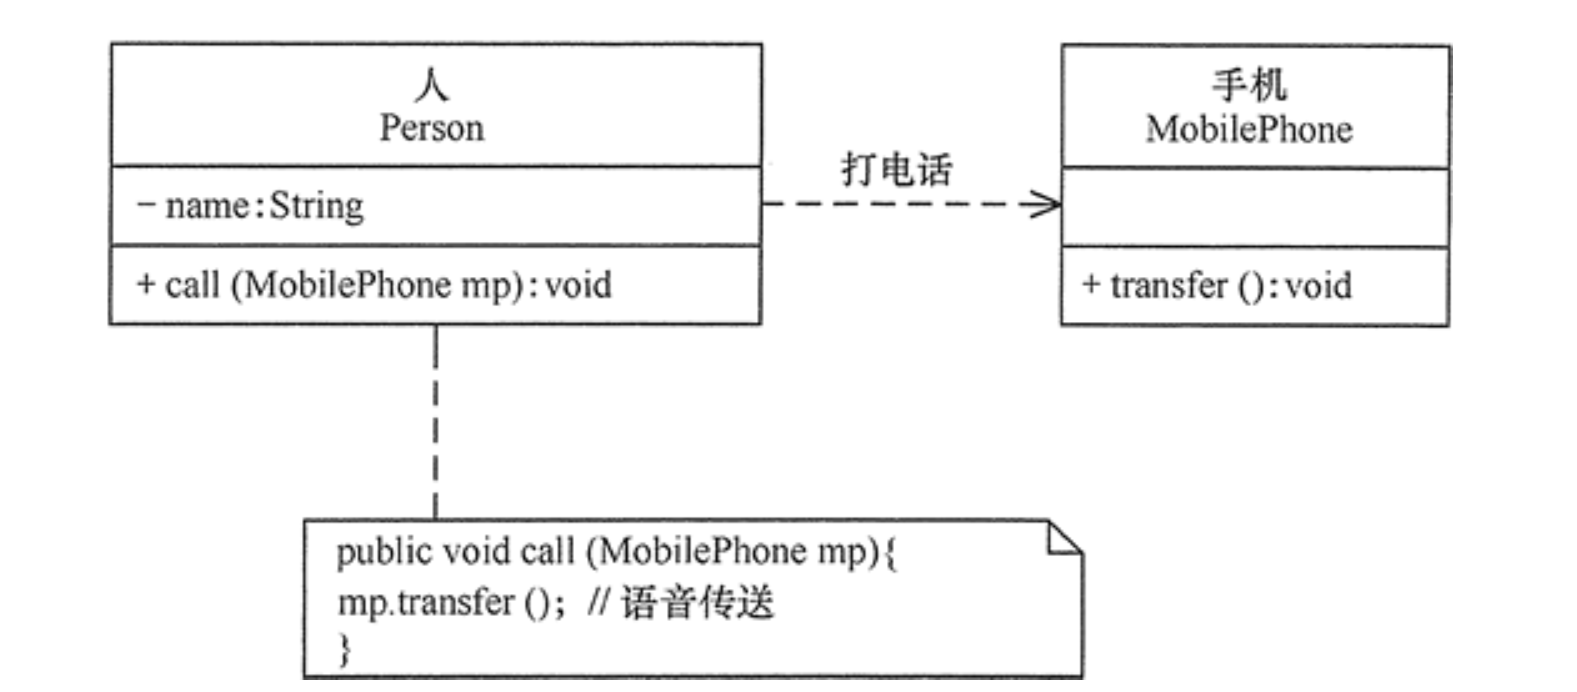 人
Person
- name:String
+ call (MobilePhone mp):void
打电话
手机
MobilePhone
+ transfer ():void
public void call (MobilePhone mp){
mp.transfer (); // 语音传送
}